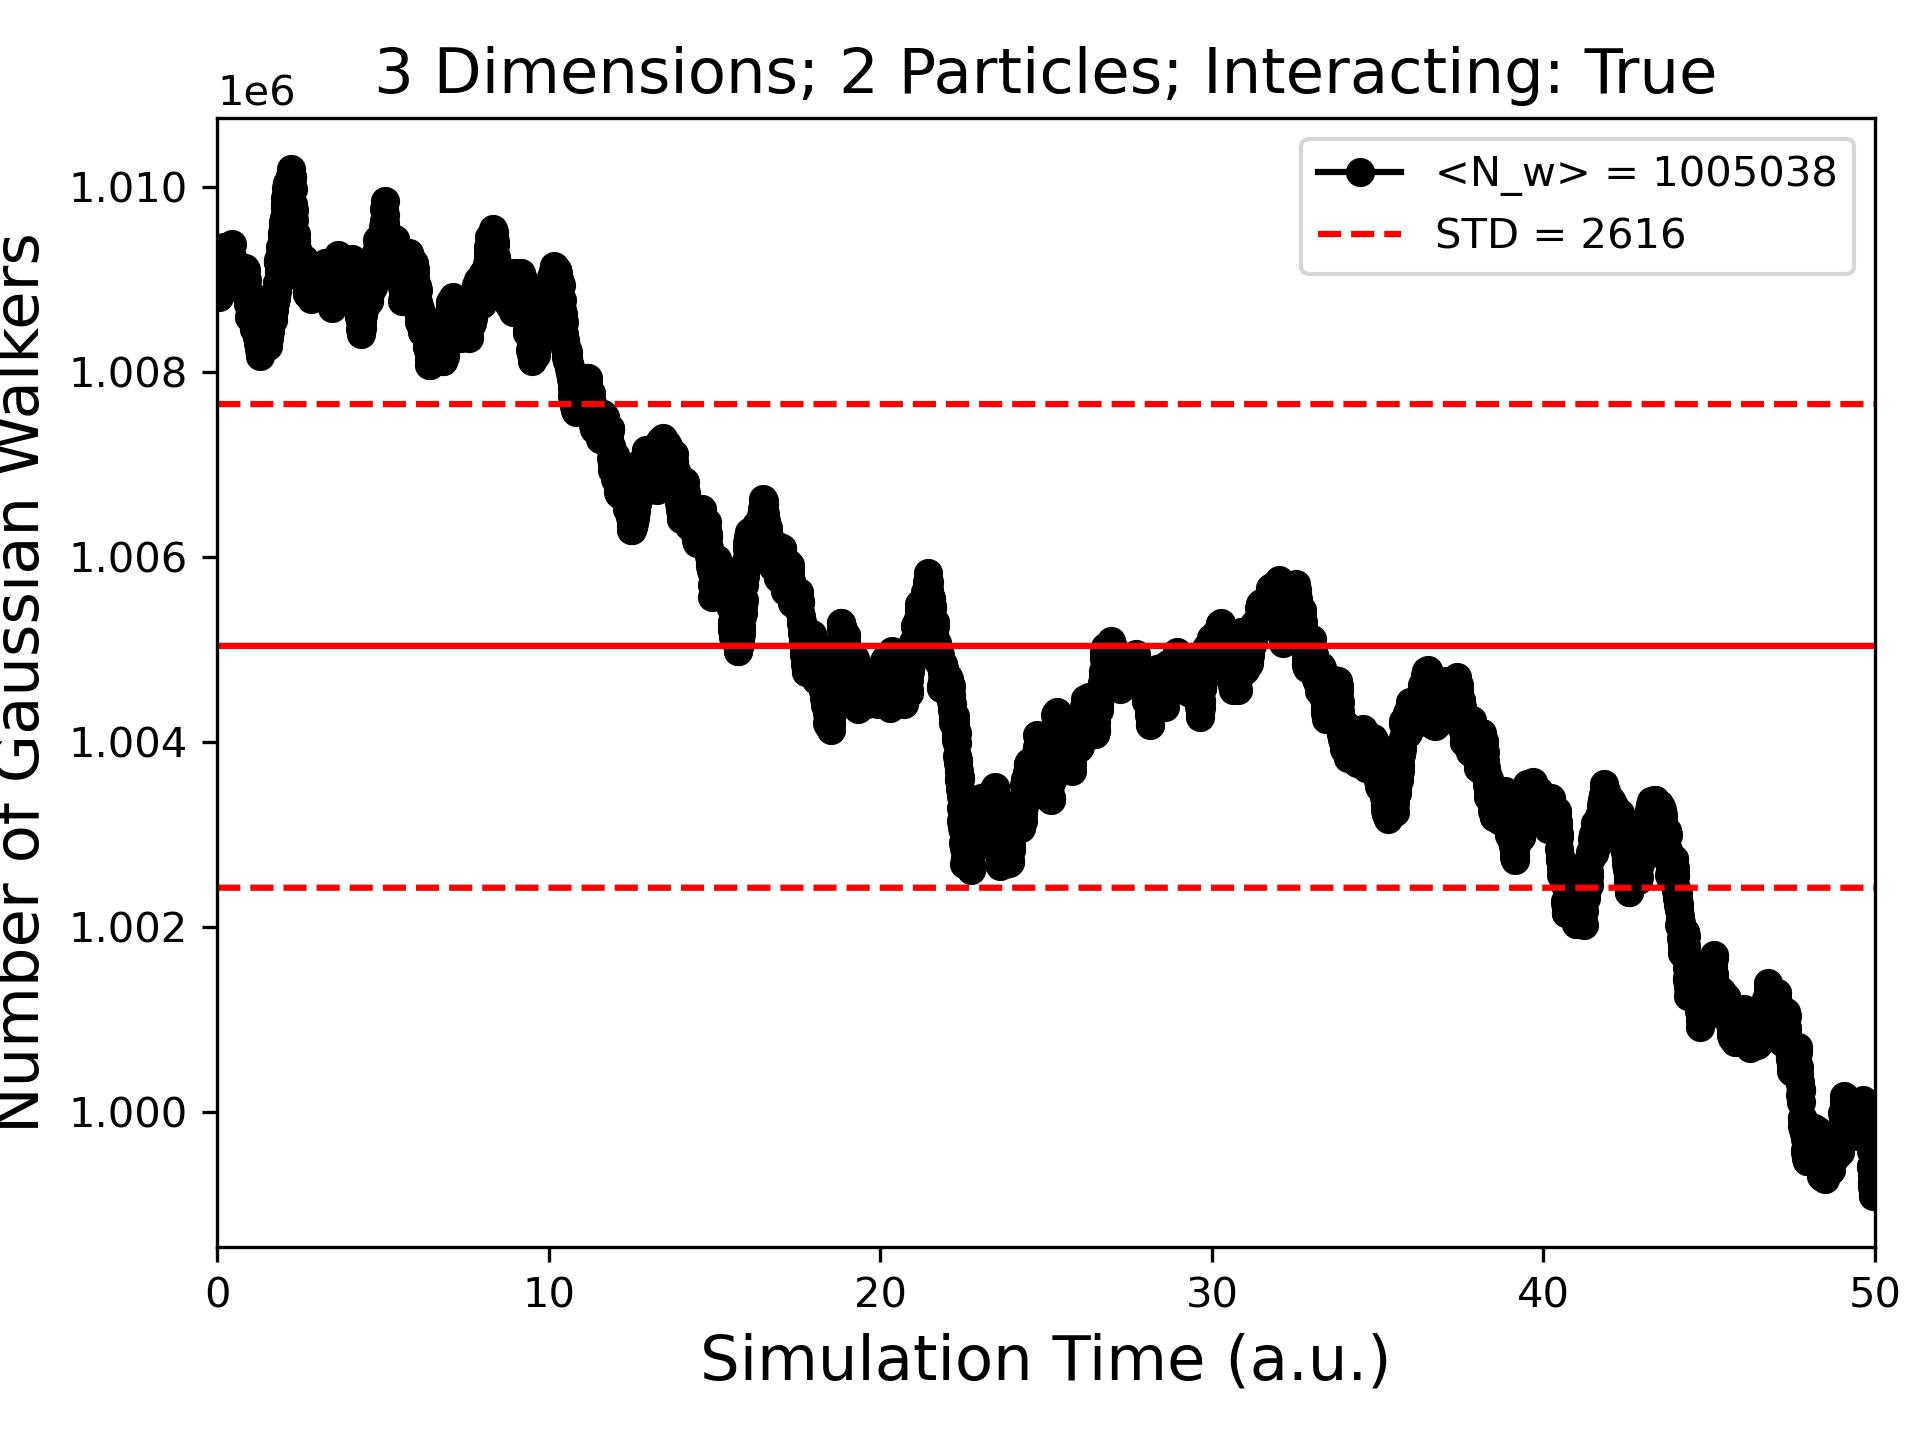 3 Dimensions; 2 Particles; Interacting: True
1e6
<N_w> = 1005038
STD = 2616
Number of Gaussian Walkers
1.010
1.008
1.006
1.004
1.002
1.000
0 10 20 30 40 50
Simulation Time (a.u.)